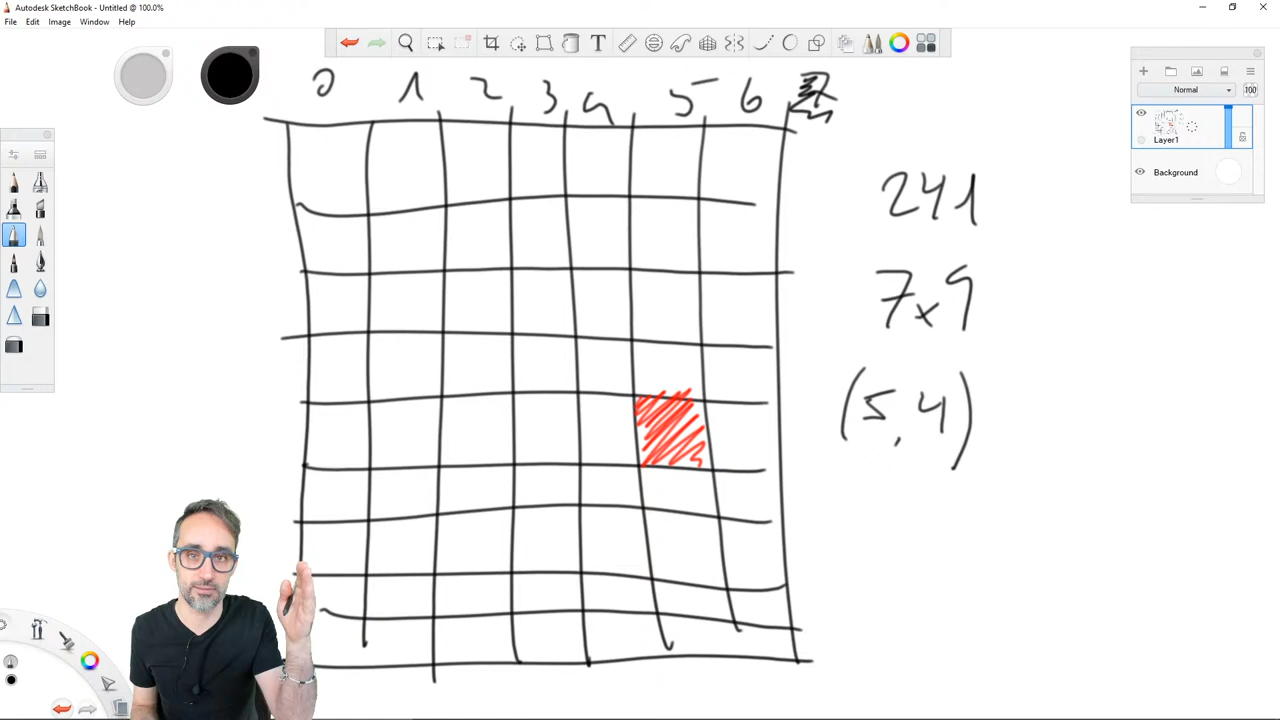 Autodesk SketchBook - Untitled @ 100.0%
File Edit Image Window Help
Normal 100
Layer1
Background
0 1 2 3 4 5 6
241
7x9
(5,4)